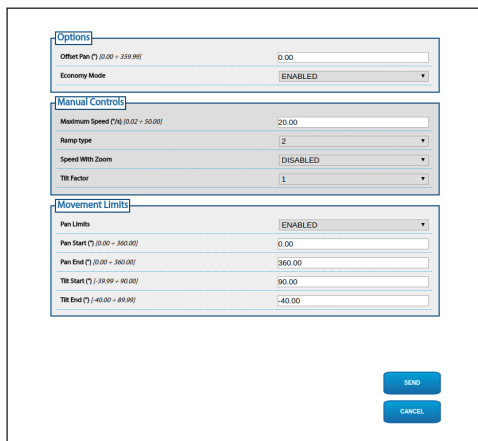 Options
Offset Pan (°) [0.00 ÷ 359.99] 0.00
Economy Mode ENABLED
Manual Controls
Maximum Speed (°/s) [0.02 ÷ 50.00] 20.00
Ramp type 2
Speed With Zoom DISABLED
Tilt Factor 1
Movement Limits
Pan Limits ENABLED
Pan Start (°) [0.00 ÷ 360.00] 0.00
Pan End (°) [0.00 ÷ 360.00] 360.00
Tilt Start (°) [-39.99 ÷ 90.00] 90.00
Tilt End (°) [-40.00 ÷ 89.99] -40.00
SEND
CANCEL